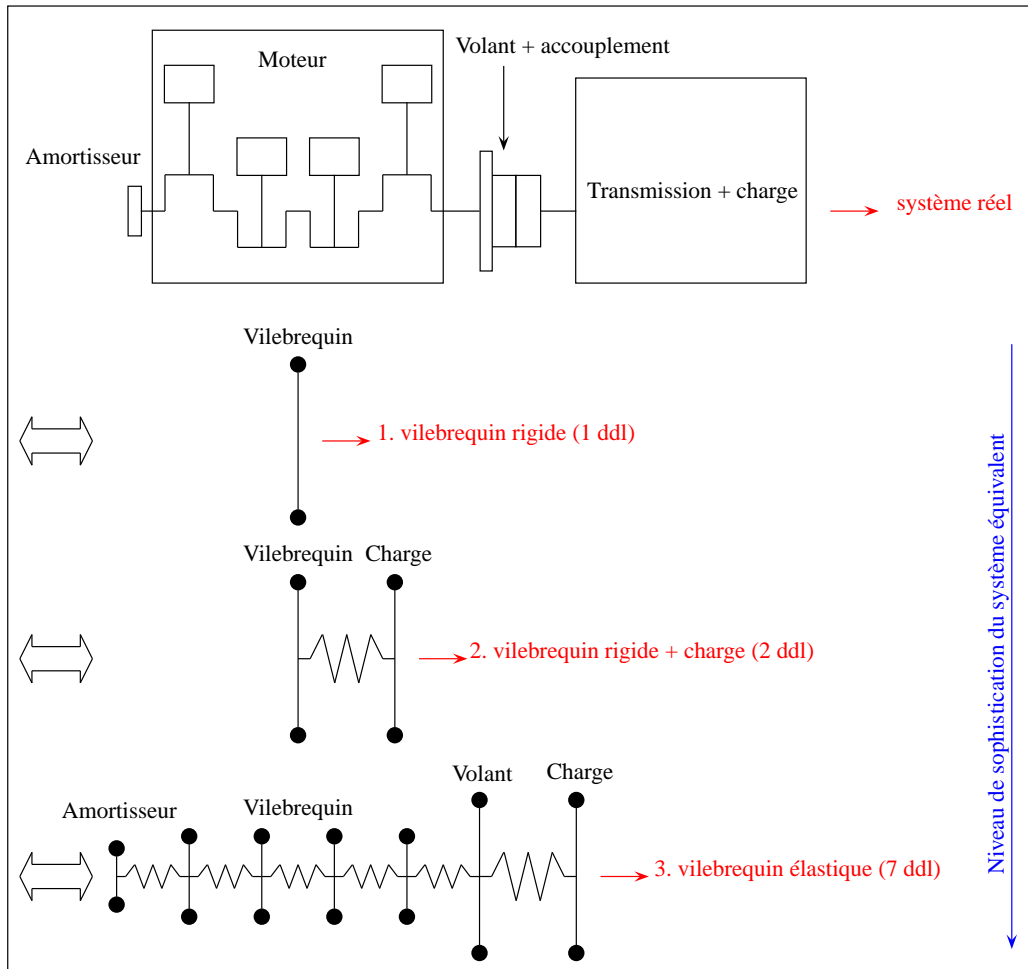 Volant + accouplement
Moteur
Amortisseur
Transmission + charge
système réel
Vilebrequin
1. vilebrequin rigide (1 ddl)
Vilebrequin
Charge
2. vilebrequin rigide + charge (2 ddl)
Niveau de sophistication du système équivalent
Volant
Charge
Amortisseur
Vilebrequin
3. vilebrequin élastique (7 ddl)